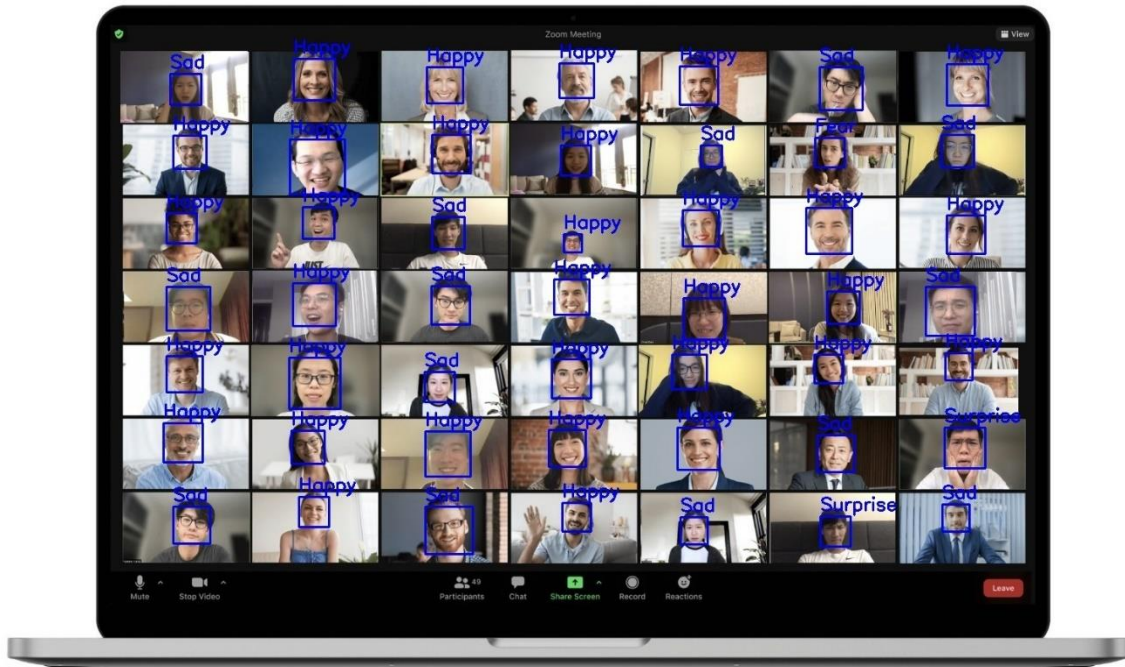 Zoom Meeting
View
Sad Happy Happy Happy Happy Sad Happy
Happy Happy Happy Happy Sad Fear Sad
Happy Happy Sad Happy Happy Happy Happy
JUST
Sad Happy Sad Happy Happy Happy Sad
Happy Happy Sad Happy Happy Happy Happy
Happy Happy Happy Happy Happy Sad Surprise
Sad Happy Sad Happy Sad Surprise Sad
49
Mute Stop Video Participants Chat Share Screen Record Reactions Leave